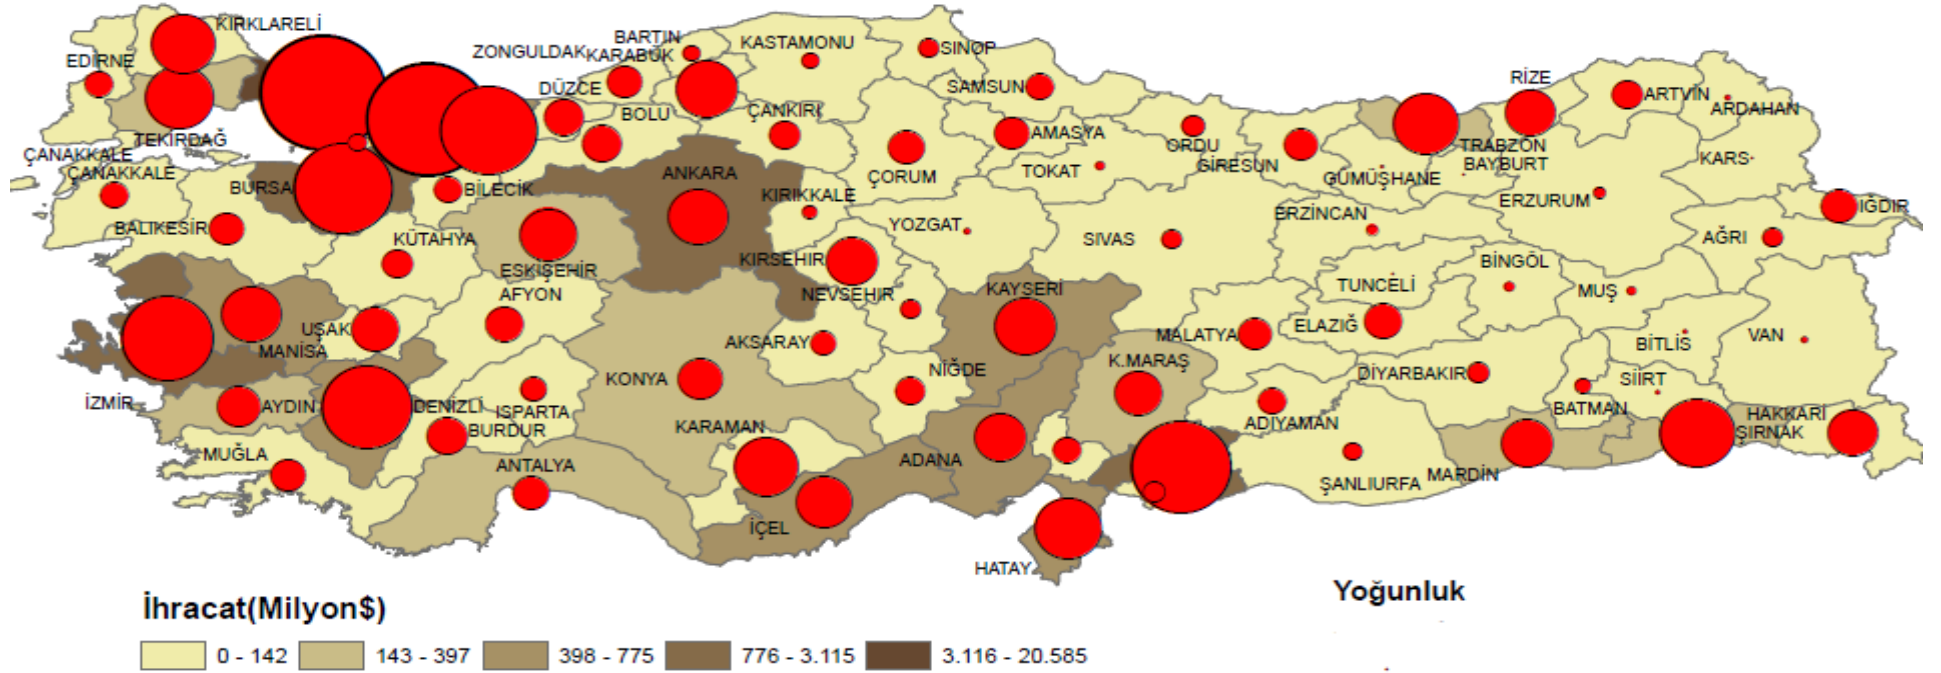 KIRKLARELİ
EDİRNE
TEKİRDAĞ
ÇANAKKALE
ÇANAKKALE
BALIKESİR
BURSA
BİLECİK
KÜTAHYA
ESKİŞEHİR
AFYON
UŞAK
MANİSA
İZMİR
AYDIN
DENİZLİ
MUĞLA
ISPARTA
BURDUR
ANTALYA
ZONGULDAK
BARTIN
KARABÜK
DÜZCE
BOLU
KASTAMONU
SİNOP
ÇANKIRI
SAMSUN
ANKARA
KIRIKKALE
ÇORUM
AMASYA
TOKAT
ORDU
GİRESUN
YOZGAT
KIRŞEHİR
NEVŞEHİR
AKSARAY
KONYA
KARAMAN
NİĞDE
KAYSERİ
SIVAS
İÇEL
ADANA
HATAY
K.MARAŞ
MALATYA
ADIYAMAN
ŞANLIURFA
RİZE
TRABZON
BAYBURT
GÜMÜŞHANE
ARTVİN
ARDAHAN
KARS
ERZURUM
ERZİNCAN
IĞDIR
AĞRI
TUNCELİ
BİNGÖL
MUŞ
ELAZIĞ
BİTLİS
VAN
DİYARBAKIR
SİİRT
BATMAN
MARDİN
HAKKARİ
ŞIRNAK
İhracat(Milyon$)
0 - 142
143 - 397
398 - 775
776 - 3.115
3.116 - 20.585
Yoğunluk